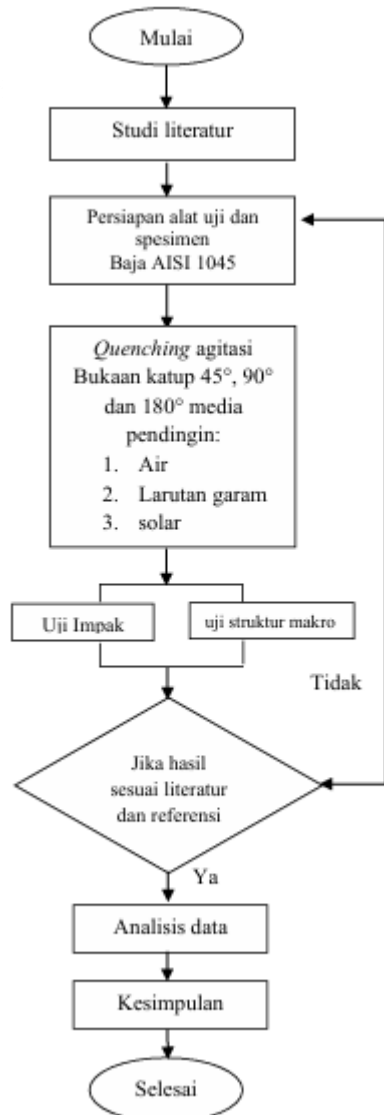 Mulai
Studi literatur
Persiapan alat uji dan
spesimen
Baja AISI 1045
Quenching agitasi
Bukaan katup 45°, 90°
dan 180° media
pendingin:
1. Air
2. Larutan garam
3. solar
Uji Impak
uji struktur makro
Tidak
Jika hasil
sesuai literatur
dan referensi
Ya
Analisis data
Kesimpulan
Selesai